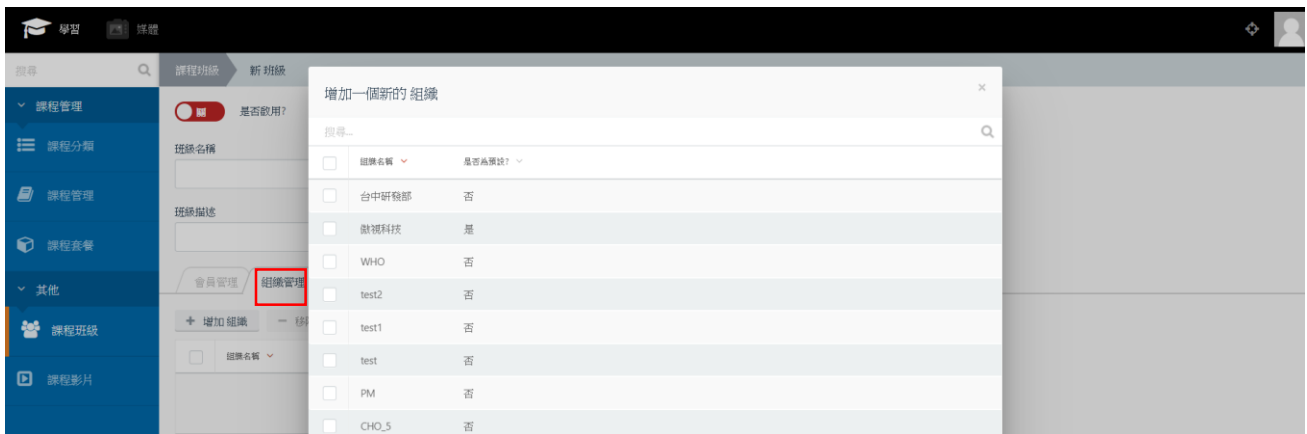 學習 媒體
搜尋
課程班級 新 班級
課程管理
是否啟用?
關
課程分類
班級名稱
課程管理
班級描述
課程套餐
會員管理 組織管理
其他
+ 增加 組織
課程班級
組織名稱
課程影片
增加一個新的 組織 ×
搜尋...
組織名稱 是否為預設?
台中研發部 否
傲視科技 是
WHO 否
test2 否
test1 否
test 否
PM 否
CHO_5 否